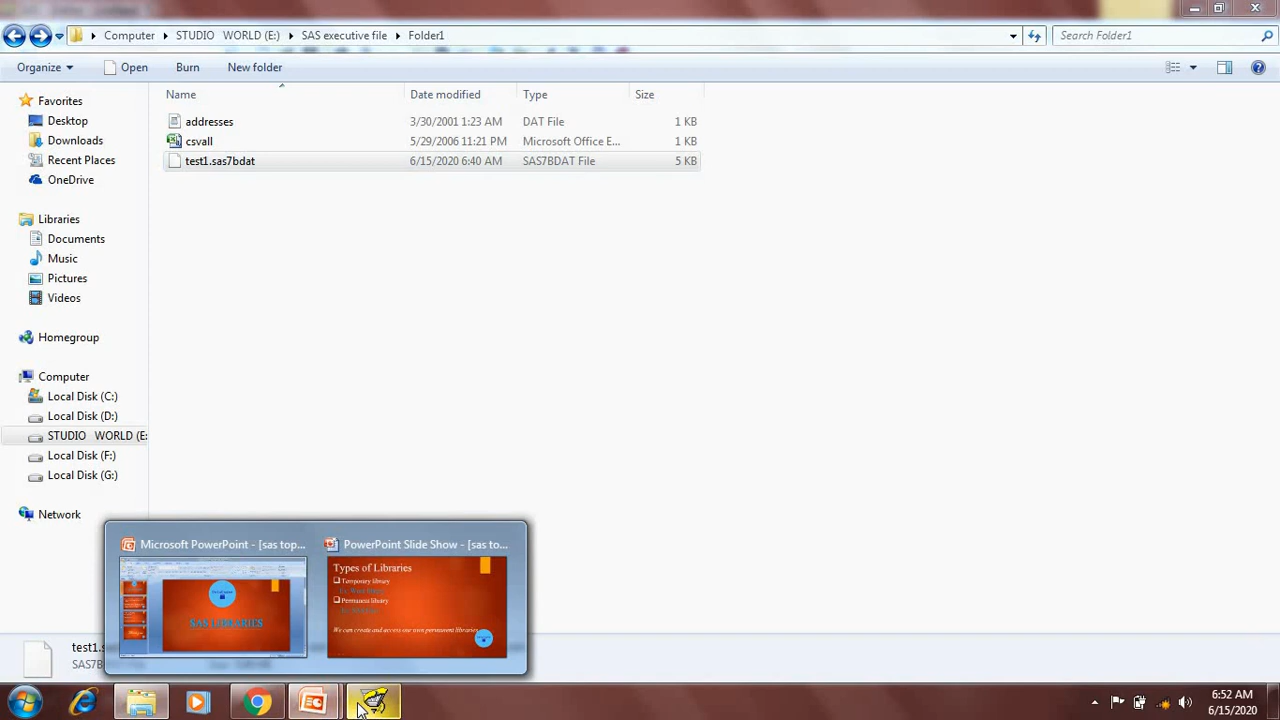 Computer STUDIO WORLD (E:) SAS executive file Folder1
Search Folder1
Organize Open Burn New folder
Name Date modified Type Size
addresses 3/30/2001 1:23 AM DAT File 1 KB
csvall 5/29/2006 11:21 PM Microsoft Office E... 1 KB
test1.sas7bdat 6/15/2020 6:40 AM SAS7BDAT File 5 KB
Favorites
Desktop
Downloads
Recent Places
OneDrive
Libraries
Documents
Music
Pictures
Videos
Homegroup
Computer
Local Disk (C:)
Local Disk (D:)
STUDIO WORLD (E:
Local Disk (F:)
Local Disk (G:)
Network
Microsoft PowerPoint - [sas top...
PowerPoint Slide Show - [sas to...
SAS LIBRARIES
Types of Libraries
Temporary library
Permanent library
We can create and access use own permanent libraries
test1.s
SAS7B
6:52 AM
6/15/2020